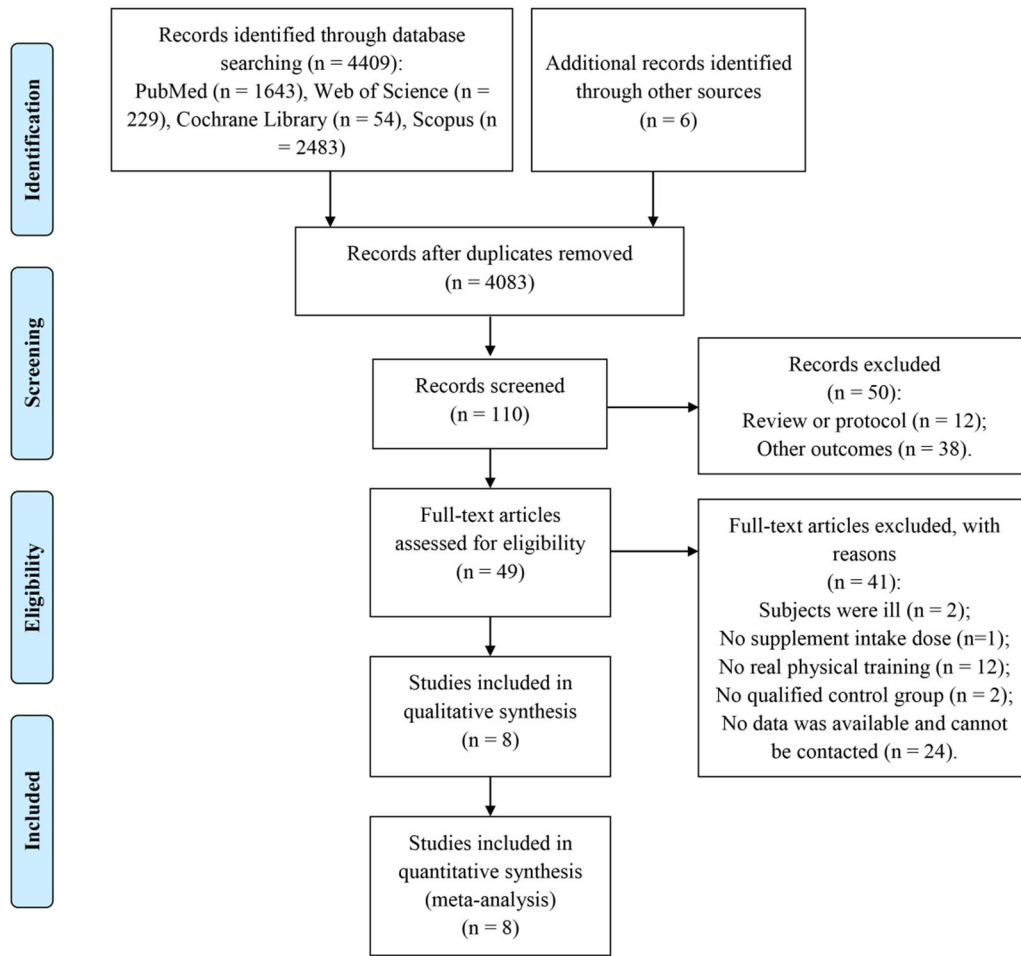 Identification
Records identified through database
searching (n = 4409):
PubMed (n = 1643), Web of Science (n =
229), Cochrane Library (n = 54), Scopus (n
= 2483)
Additional records identified
through other sources
(n = 6)
Records after duplicates removed
(n = 4083)
Screening
Records screened
(n = 110)
Records excluded
(n = 50):
Review or protocol (n = 12);
Other outcomes (n = 38).
Eligibility
Full-text articles
assessed for eligibility
(n = 49)
Full-text articles excluded, with
reasons
(n = 41):
Subjects were ill (n = 2);
No supplement intake dose (n=1);
No real physical training (n = 12);
No qualified control group (n = 2);
No data was available and cannot
be contacted (n = 24).
Studies included in
qualitative synthesis
(n = 8)
Included
Studies included in
quantitative synthesis
(meta-analysis)
(n = 8)